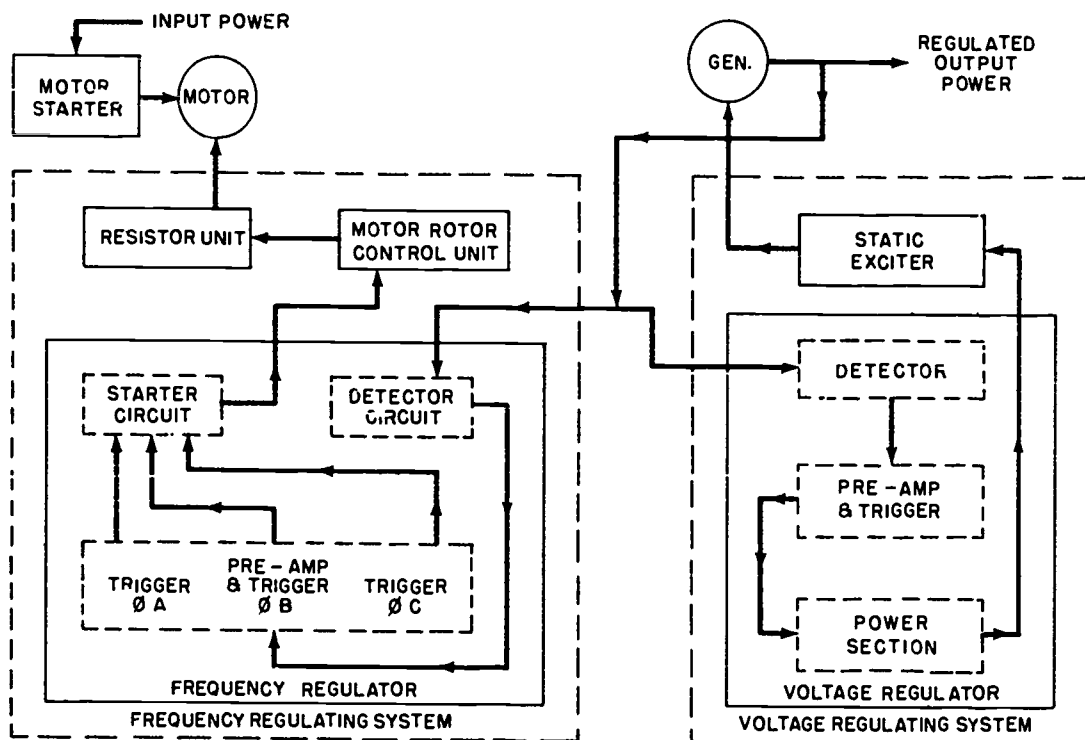 INPUT POWER
MOTOR
STARTER
MOTOR
GEN.
REGULATED
OUTPUT
POWER
RESISTOR UNIT
MOTOR ROTOR
CONTROL UNIT
STATIC
EXCITER
STARTER
CIRCUIT
DETECTOR
CIRCUIT
DETECTOR
PRE-AMP
& TRIGGER
TRIGGER
Ø A
PRE-AMP
& TRIGGER
Ø B
TRIGGER
Ø C
POWER
SECTION
FREQUENCY REGULATOR
FREQUENCY REGULATING SYSTEM
VOLTAGE REGULATOR
VOLTAGE REGULATING SYSTEM